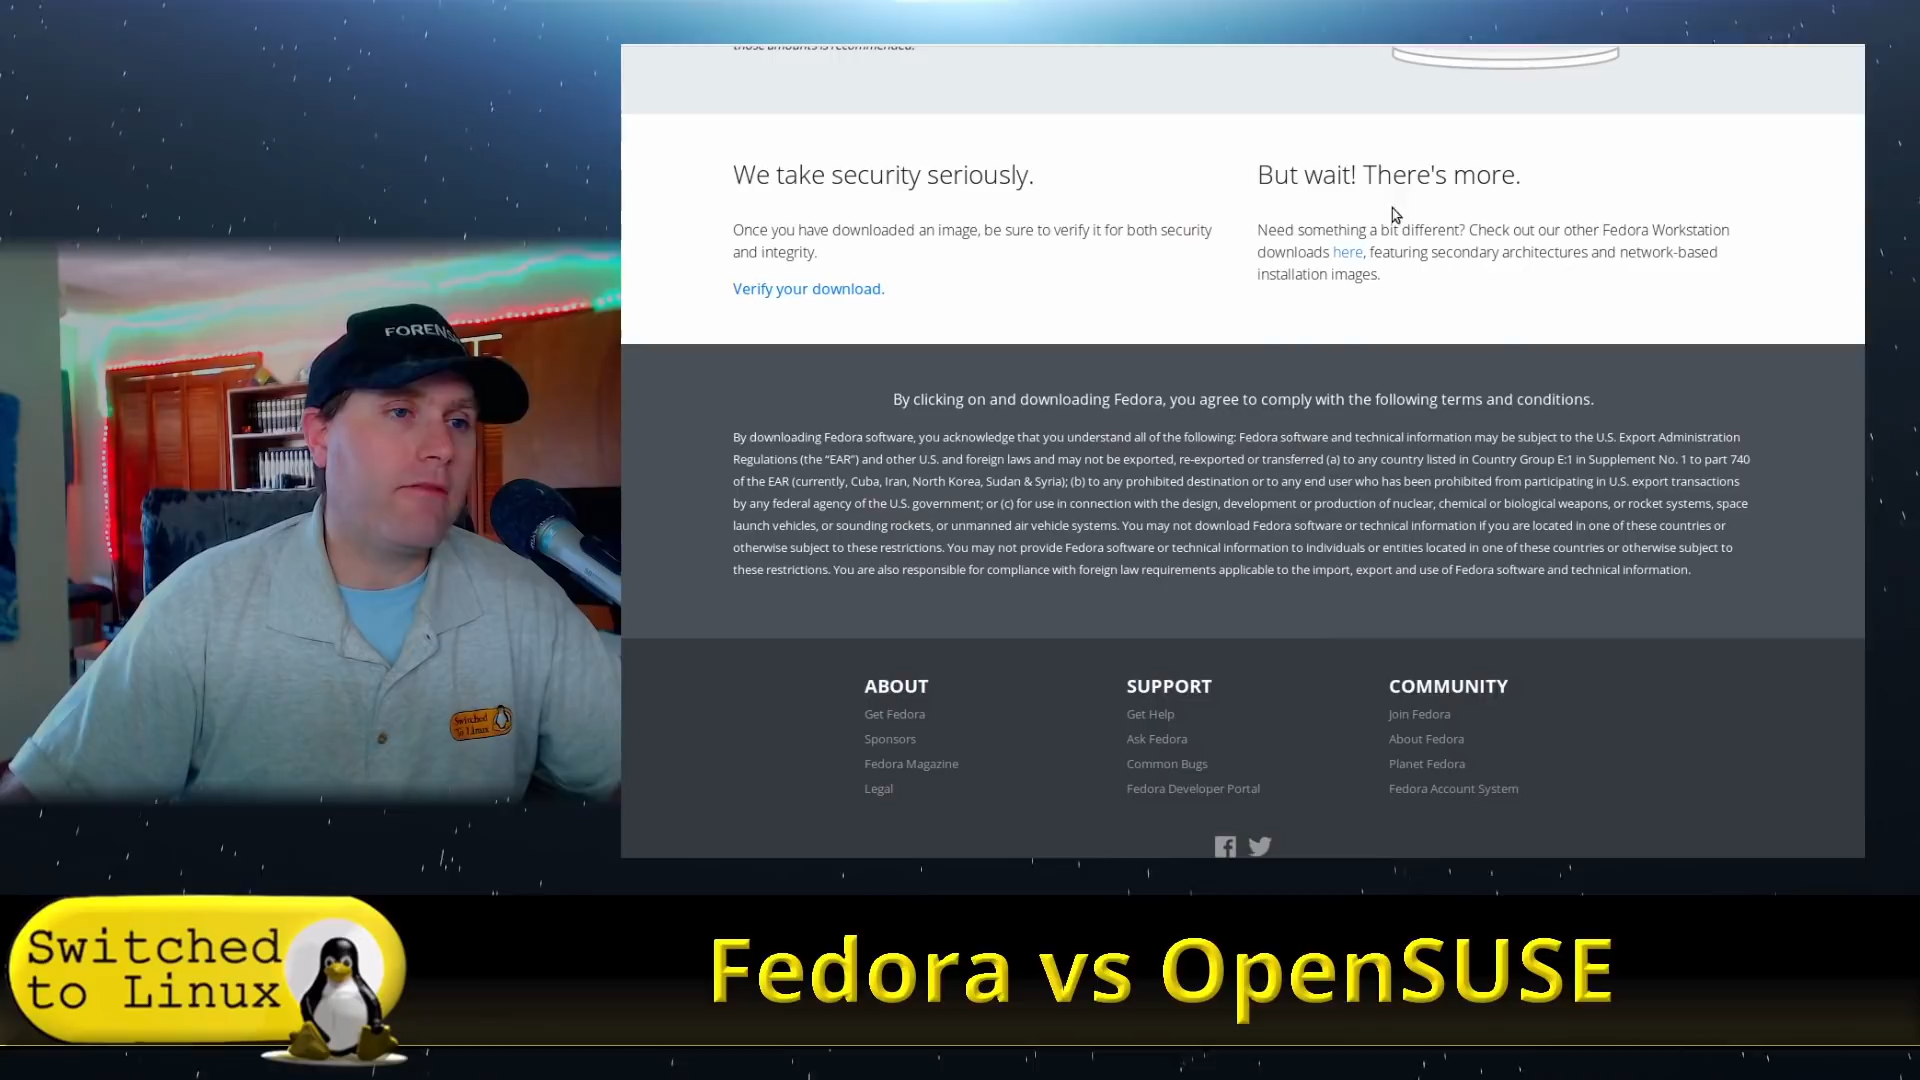 those amounts is recommended.
We take security seriously.
Once you have downloaded an image, be sure to verify it for both security
and integrity.
Verify your download.
But wait! There's more.
Need something a bit different? Check out our other Fedora Workstation
downloads here, featuring secondary architectures and network-based
installation images.
By clicking on and downloading Fedora, you agree to comply with the following terms and conditions.
By downloading Fedora software, you acknowledge that you understand all of the following: Fedora software and technical information may be subject to the U.S. Export Administration
Regulations (the “EAR”) and other U.S. and foreign laws and may not be exported, re-exported or transferred (a) to any country listed in Country Group E:1 in Supplement No. 1 to part 740
of the EAR (currently, Cuba, Iran, North Korea, Sudan & Syria); (b) to any prohibited destination or to any end user who has been prohibited from participating in U.S. export transactions
by any federal agency of the U.S. government; or (c) for use in connection with the design, development or production of nuclear, chemical or biological weapons, or rocket systems, space
launch vehicles, or sounding rockets, or unmanned air vehicle systems. You may not download Fedora software or technical information if you are located in one of these countries or
otherwise subject to these restrictions. You may not provide Fedora software or technical information to individuals or entities located in one of these countries or otherwise subject to
these restrictions. You are also responsible for compliance with foreign law requirements applicable to the import, export and use of Fedora software and technical information.
ABOUT
Get Fedora
Sponsors
Fedora Magazine
Legal
SUPPORT
Get Help
Ask Fedora
Common Bugs
Fedora Developer Portal
COMMUNITY
Join Fedora
About Fedora
Planet Fedora
Fedora Account System
FOREN
Switched
To Linux
Switched
to Linux
Fedora vs OpenSUSE